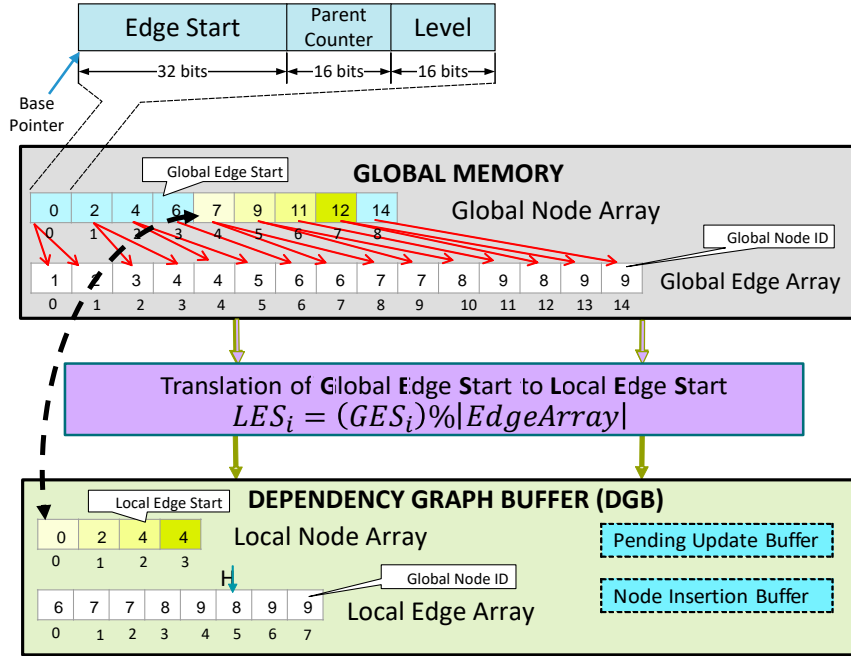 Edge Start Parent Counter Level
32 bits 16 bits 16 bits
Base Pointer
GLOBAL MEMORY
Global Edge Start
0 2 4 6 7 9 11 12 14
Global Node Array
0 1 2 3 4 5 6 7 8
Global Node ID
1 2 3 4 4 5 6 6 7 7 8 9 8 9 9
Global Edge Array
0 1 2 3 4 5 6 7 8 9 10 11 12 13 14
Translation of Global Edge Start to Local Edge Start
LES_i = (GES_i)%|EdgeArray|
DEPENDENCY GRAPH BUFFER (DGB)
Local Edge Start
0 2 4 4
Local Node Array
0 1 2 3
Pending Update Buffer
H
Global Node ID
Node Insertion Buffer
6 7 7 8 9 8 9 9
Local Edge Array
0 1 2 3 4 5 6 7